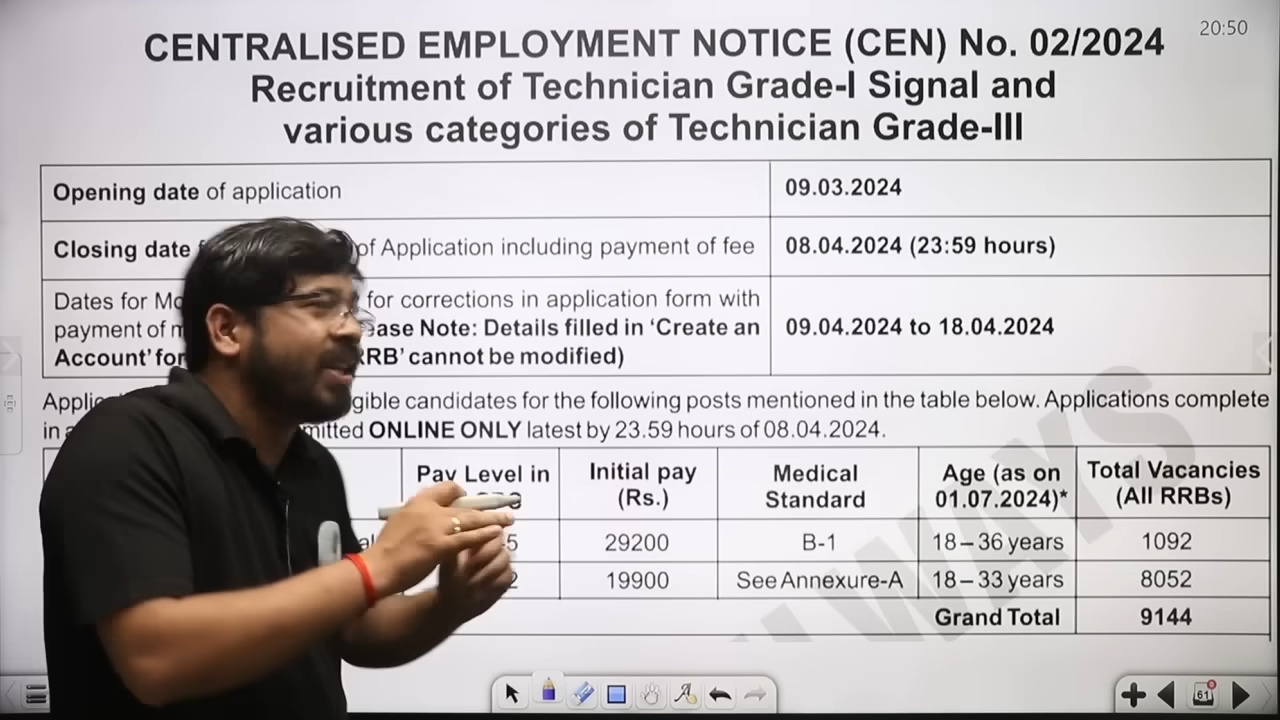 20:50
CENTRALISED EMPLOYMENT NOTICE (CEN) No. 02/2024
Recruitment of Technician Grade-I Signal and
various categories of Technician Grade-III
Opening date of application
09.03.2024
Closing date of Application including payment of fee
08.04.2024 (23:59 hours)
Dates for for corrections in application form with
payment of Note: Details filled in ‘Create an
Account’ for RRB’ cannot be modified)
09.04.2024 to 18.04.2024
candidates for the following posts mentioned in the table below. Applications complete
in ONLINE ONLY latest by 23.59 hours of 08.04.2024.
Pay Level in
Initial pay
(Rs.)
Medical
Standard
Age (as on
01.07.2024)*
Total Vacancies
(All RRBs)
5 29200 B-1 18–36 years 1092
2 19900 See Annexure-A 18–33 years 8052
Grand Total 9144
WAYS
61